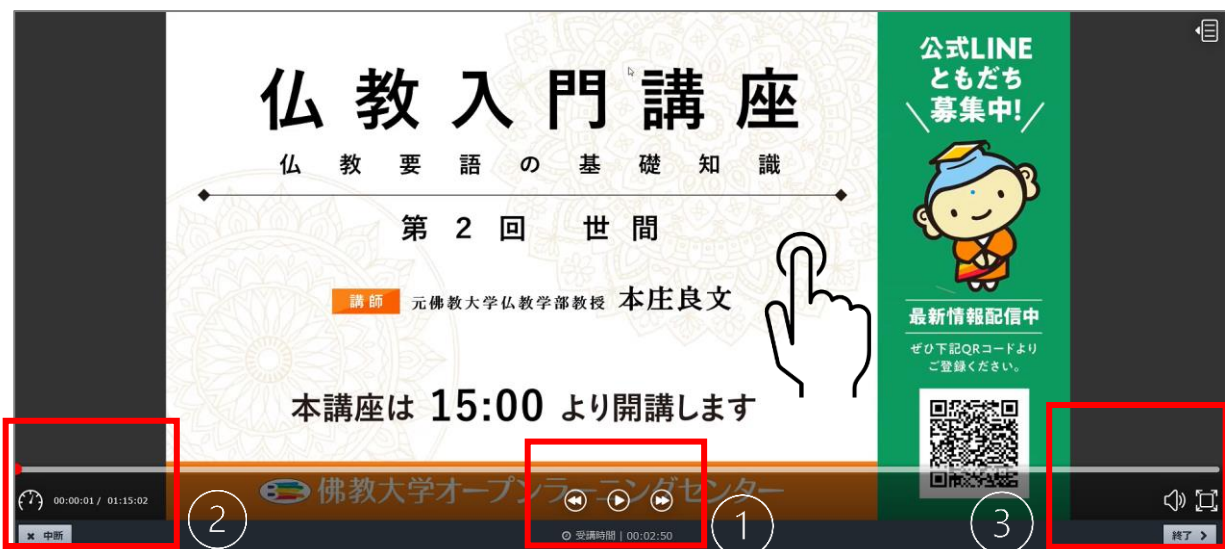 仏教入門講座
仏教要語の基礎知識
第2回 世間
講師 元佛教大学仏教学部教授 本庄良文
本講座は 15:00 より開講します
佛教大学オープンラーニングセンター
公式LINE
ともだち
募集中!
最新情報配信中
ぜひ下記QRコードより
ご登録ください。
00:00:01 / 01:15:02
② ① ③
× 中断
受講時間 | 00:02:50
終了 >